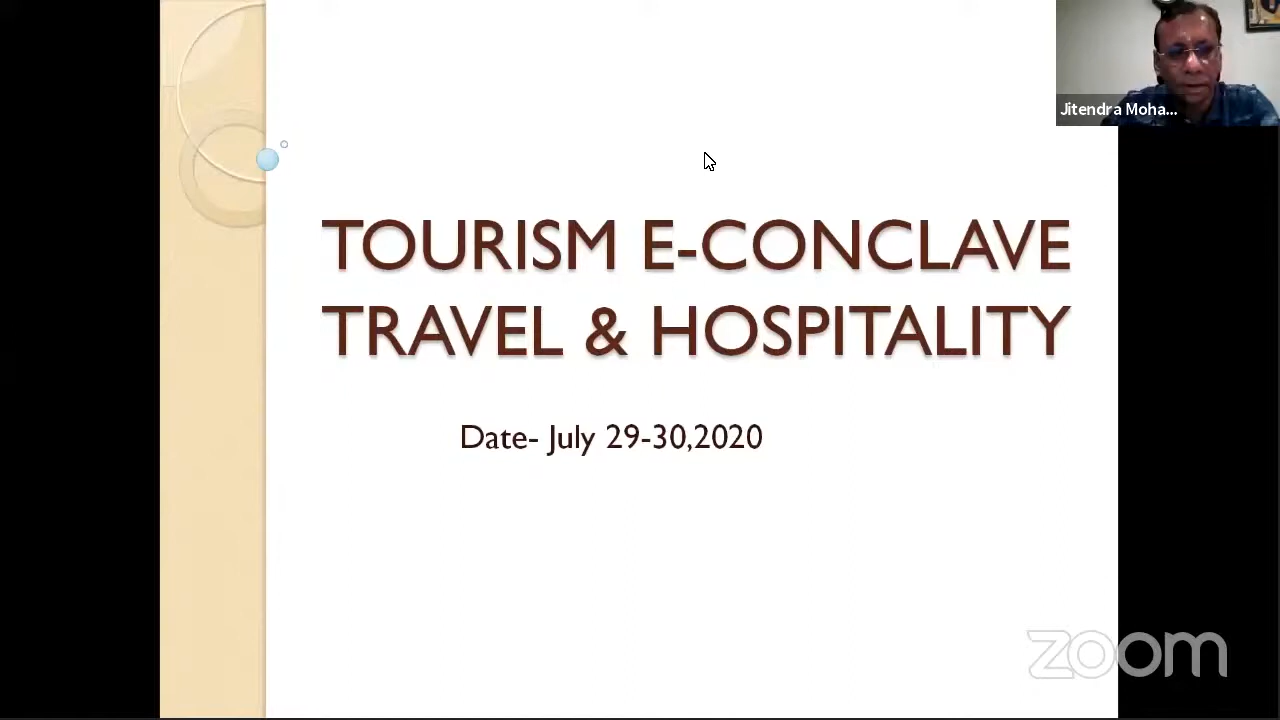 Jitendra Moha...
TOURISM E-CONCLAVE
TRAVEL & HOSPITALITY
Date- July 29-30,2020
zoom